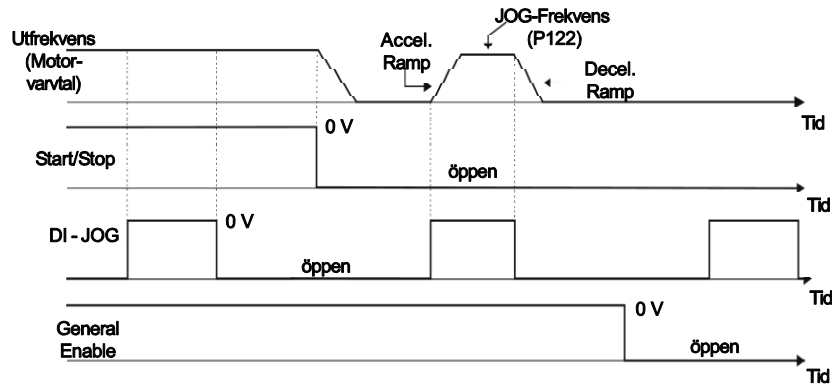 JOG-Frekvens
(P122)
Utfrekvens
(Motor-
varvtal)
Accel.
Ramp
Decel.
Ramp
Tid
0 V
Start/Stop
öppen
Tid
DI - JOG
0 V
öppen
Tid
0 V
General
Enable
öppen
Tid